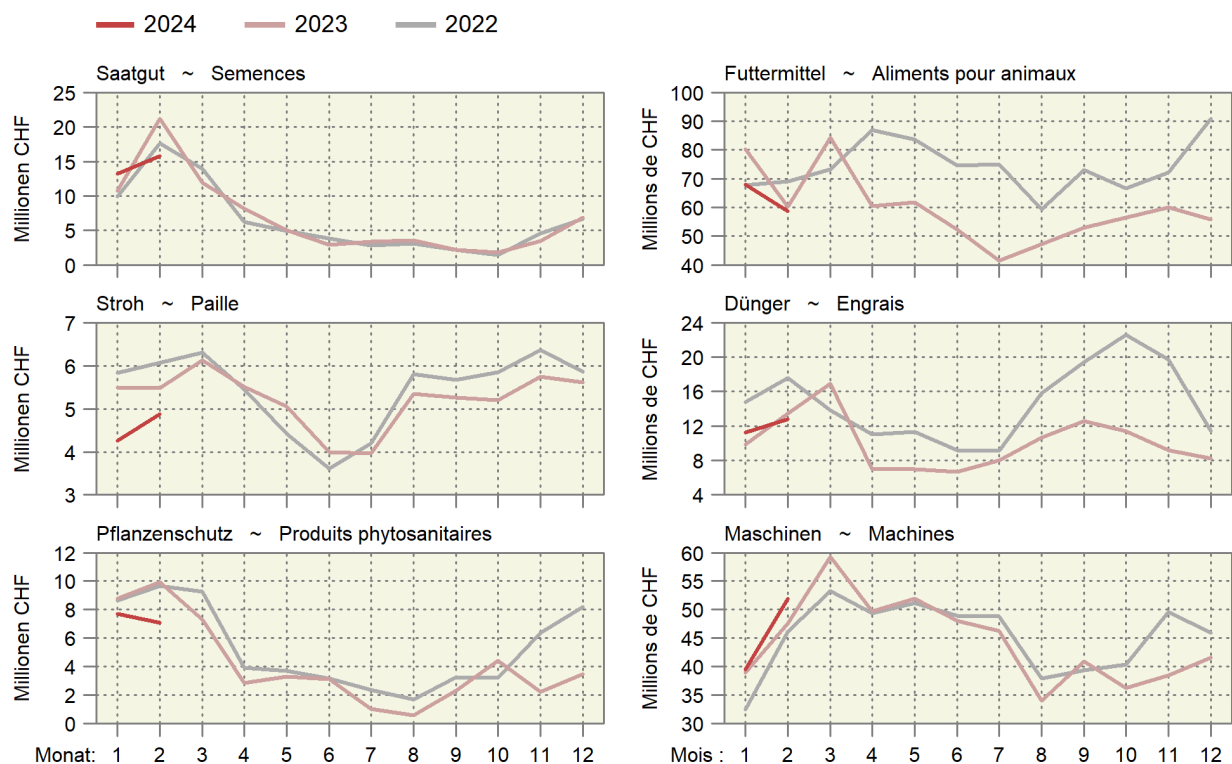 2024 2023 2022
Saatgut ~ Semences
Millionen CHF
25
20
15
10
5
0
Futtermittel ~ Aliments pour animaux
Millions de CHF
100
90
80
70
60
50
40
Stroh ~ Paille
Millionen CHF
7
6
5
4
3
Dünger ~ Engrais
Millions de CHF
24
20
16
12
8
4
Pflanzenschutz ~ Produits phytosanitaires
Millionen CHF
12
10
8
6
4
2
0
Monat: 1 2 3 4 5 6 7 8 9 10 11 12
Maschinen ~ Machines
Millions de CHF
60
55
50
45
40
35
30
Mois : 1 2 3 4 5 6 7 8 9 10 11 12